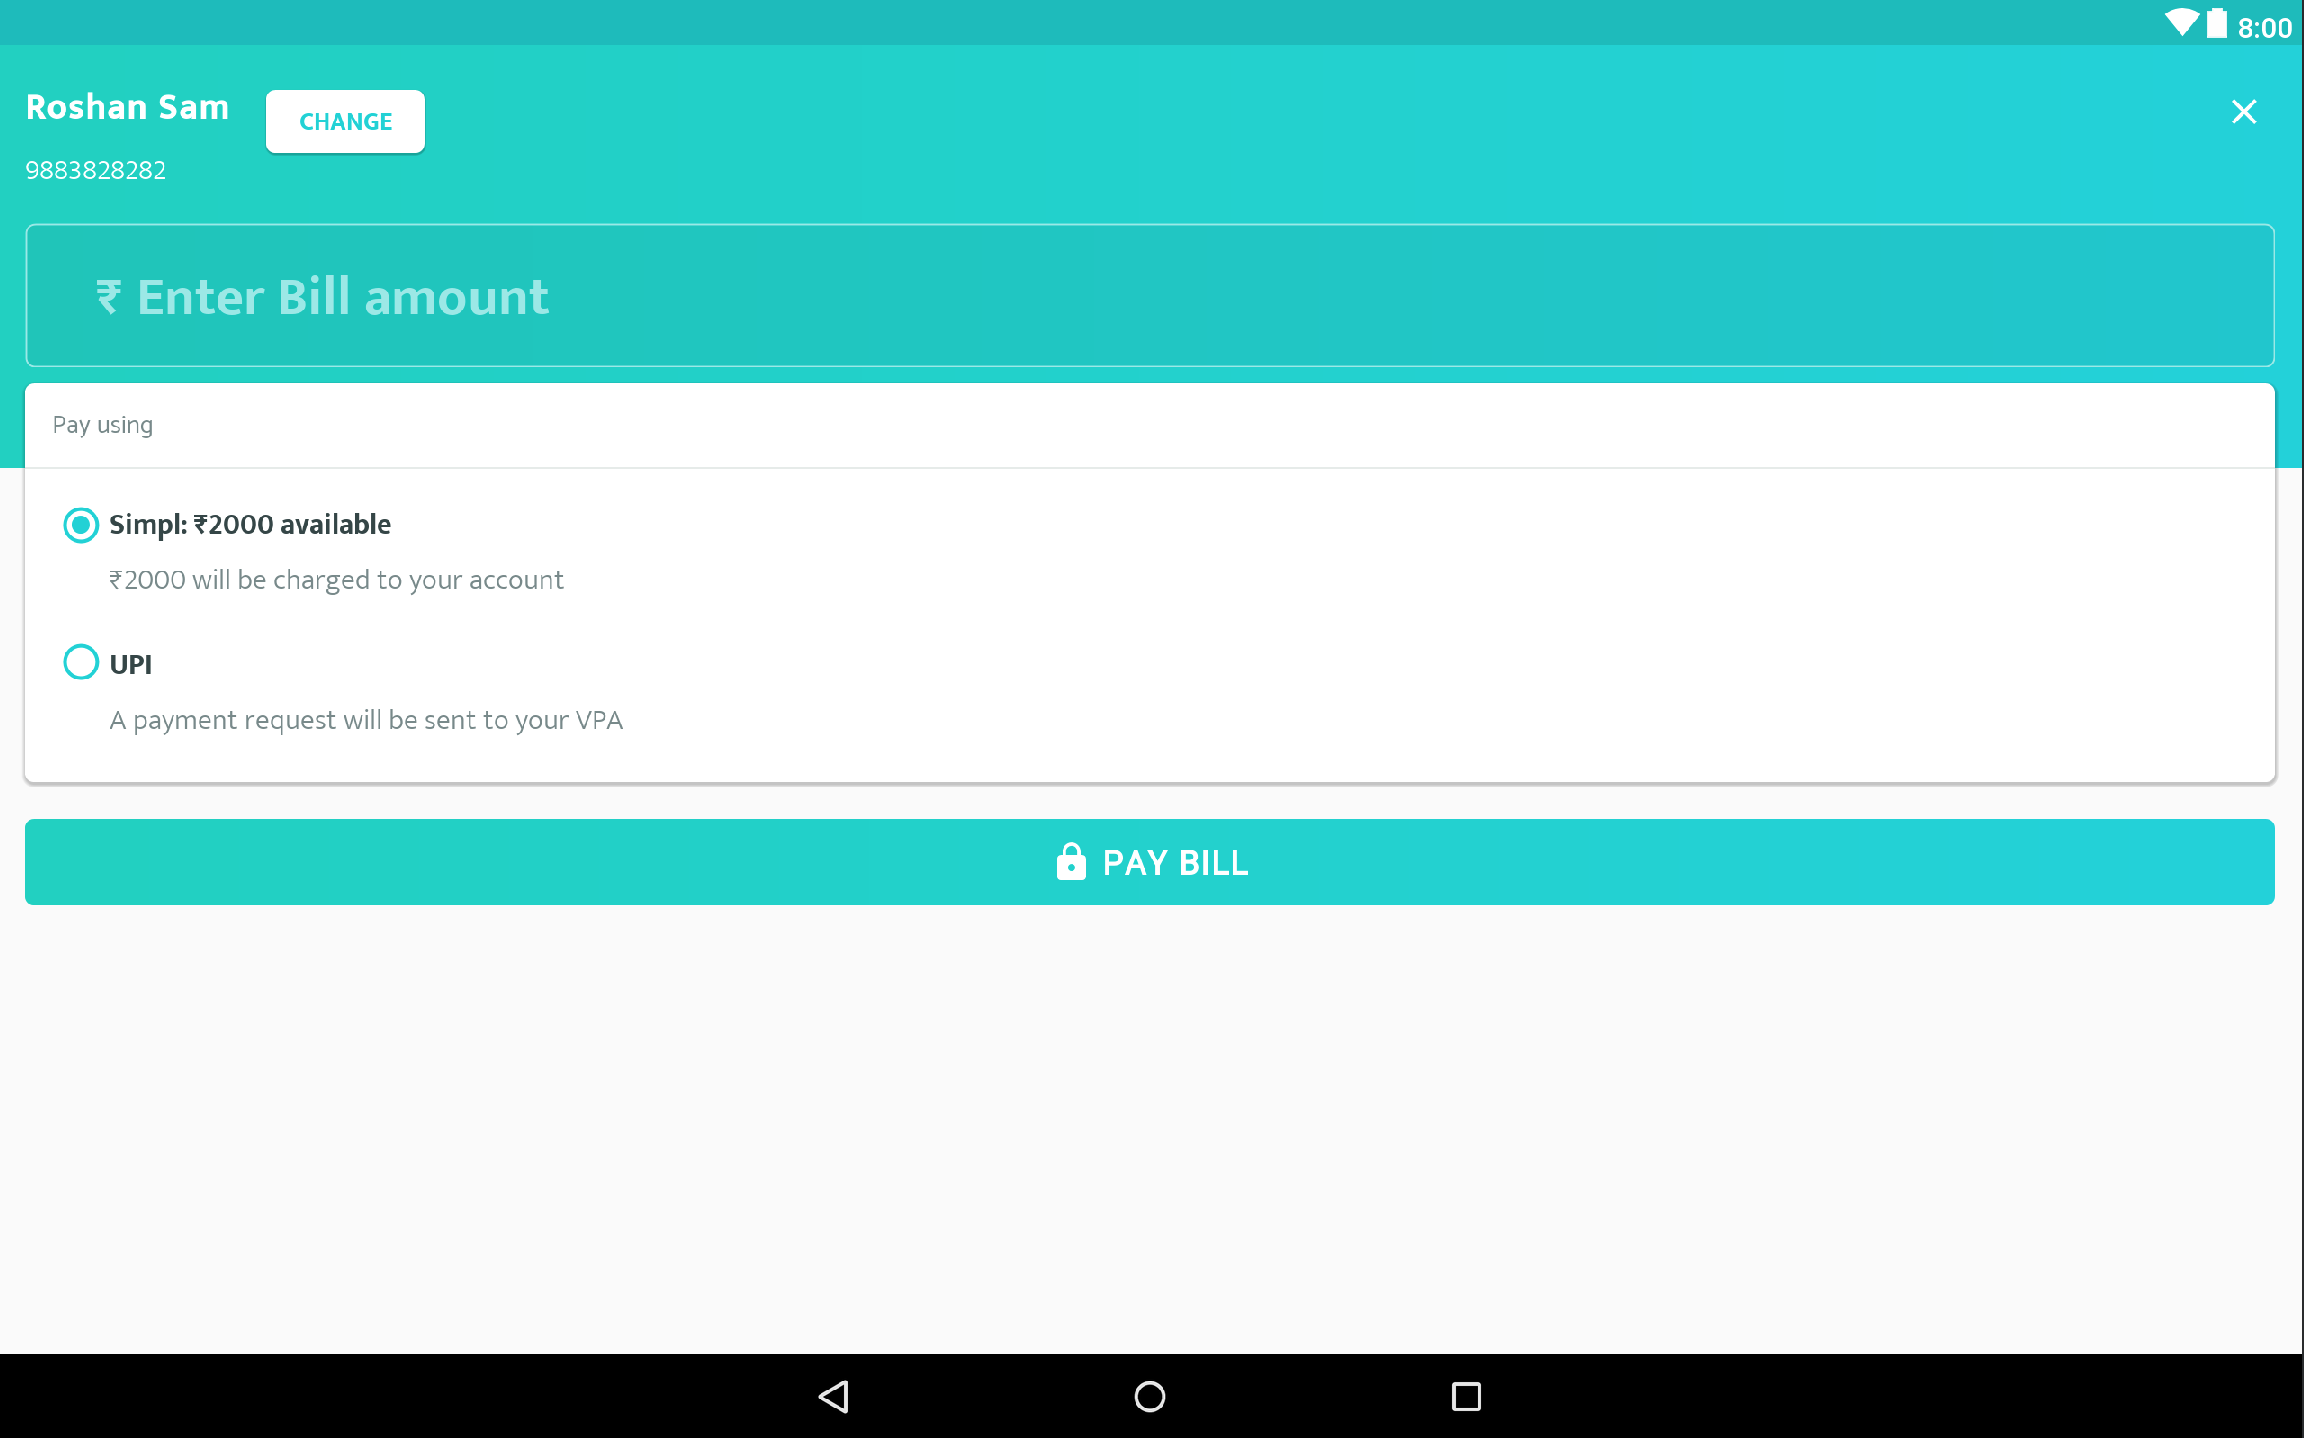 8:00
Roshan Sam
CHANGE
9883828282
₹ Enter Bill amount
Pay using
Simpl: ₹2000 available
₹2000 will be charged to your account
UPI
A payment request will be sent to your VPA
PAY BILL